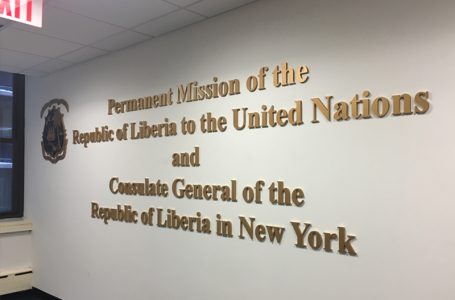 EXIT
Permanent Mission of the
Republic of Liberia to the United Nations
and
Consulate General of the
Republic of Liberia in New York